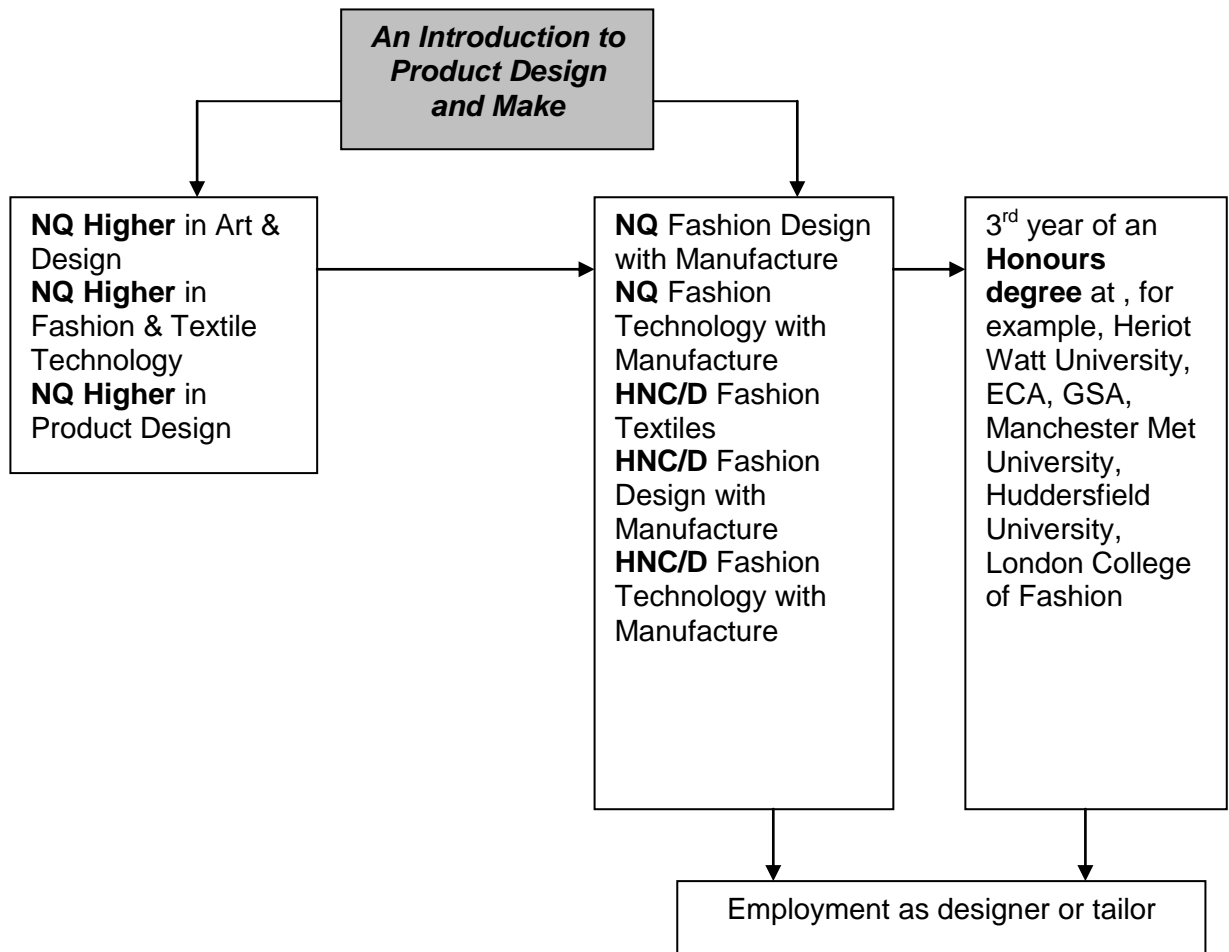 An Introduction to
Product Design
and Make
NQ Higher in Art &
Design
NQ Higher in
Fashion & Textile
Technology
NQ Higher in
Product Design
NQ Fashion Design
with Manufacture
NQ Fashion
Technology with
Manufacture
HNC/D Fashion
Textiles
HNC/D Fashion
Design with
Manufacture
HNC/D Fashion
Technology with
Manufacture
3rd year of an
Honours
degree at , for
example, Heriot
Watt University,
ECA, GSA,
Manchester Met
University,
Huddersfield
University,
London College
of Fashion
Employment as designer or tailor